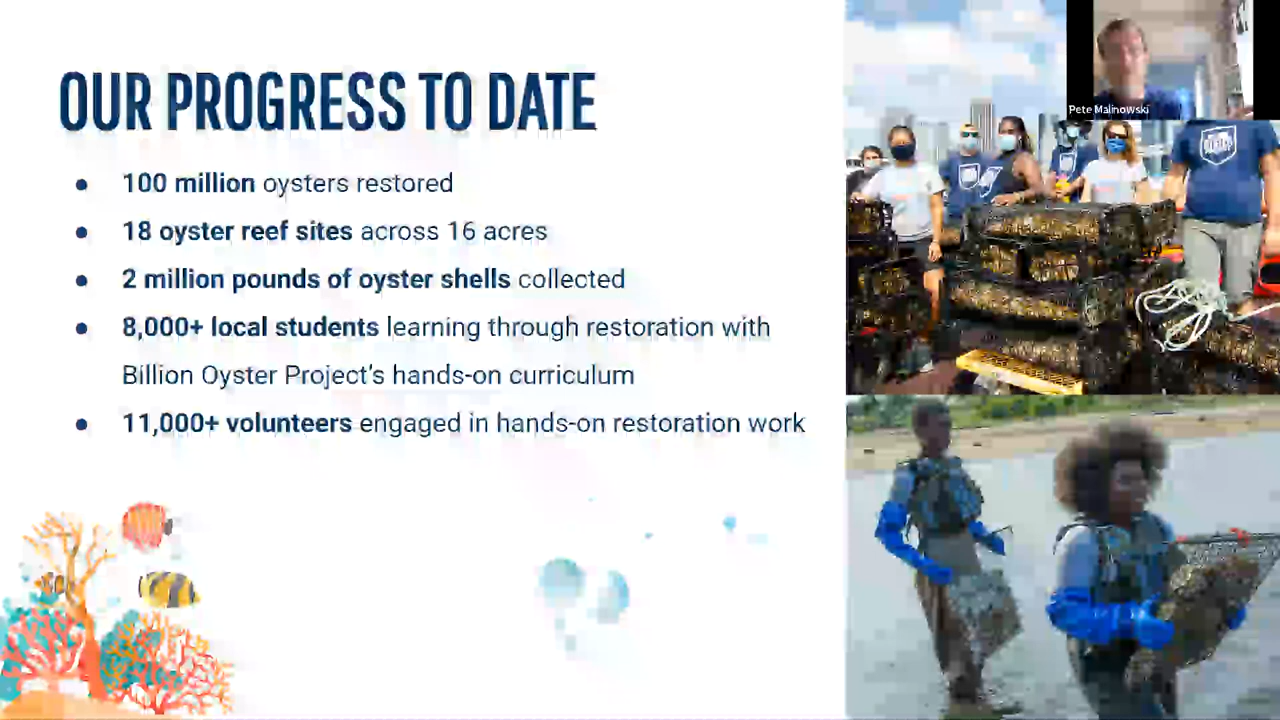 OUR PROGRESS TO DATE
● 100 million oysters restored
● 18 oyster reef sites across 16 acres
● 2 million pounds of oyster shells collected
● 8,000+ local students learning through restoration with
Billion Oyster Project's hands-on curriculum
● 11,000+ volunteers engaged in hands-on restoration work
Pete Malinowski